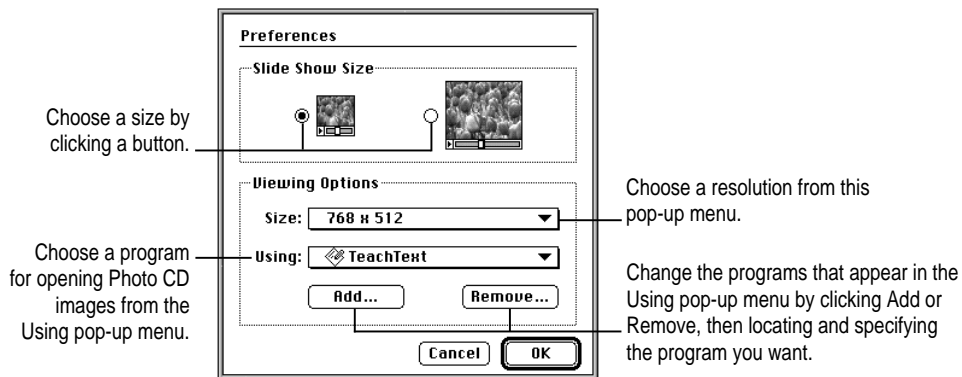 Preferences
Slide Show Size
Choose a size by
clicking a button.
Viewing Options
Size: 768 x 512
Choose a resolution from this
pop-up menu.
Choose a program
for opening Photo CD
images from the
Using pop-up menu.
Using: TeachText
Add...
Remove...
Change the programs that appear in the
Using pop-up menu by clicking Add or
Remove, then locating and specifying
the program you want.
Cancel
OK